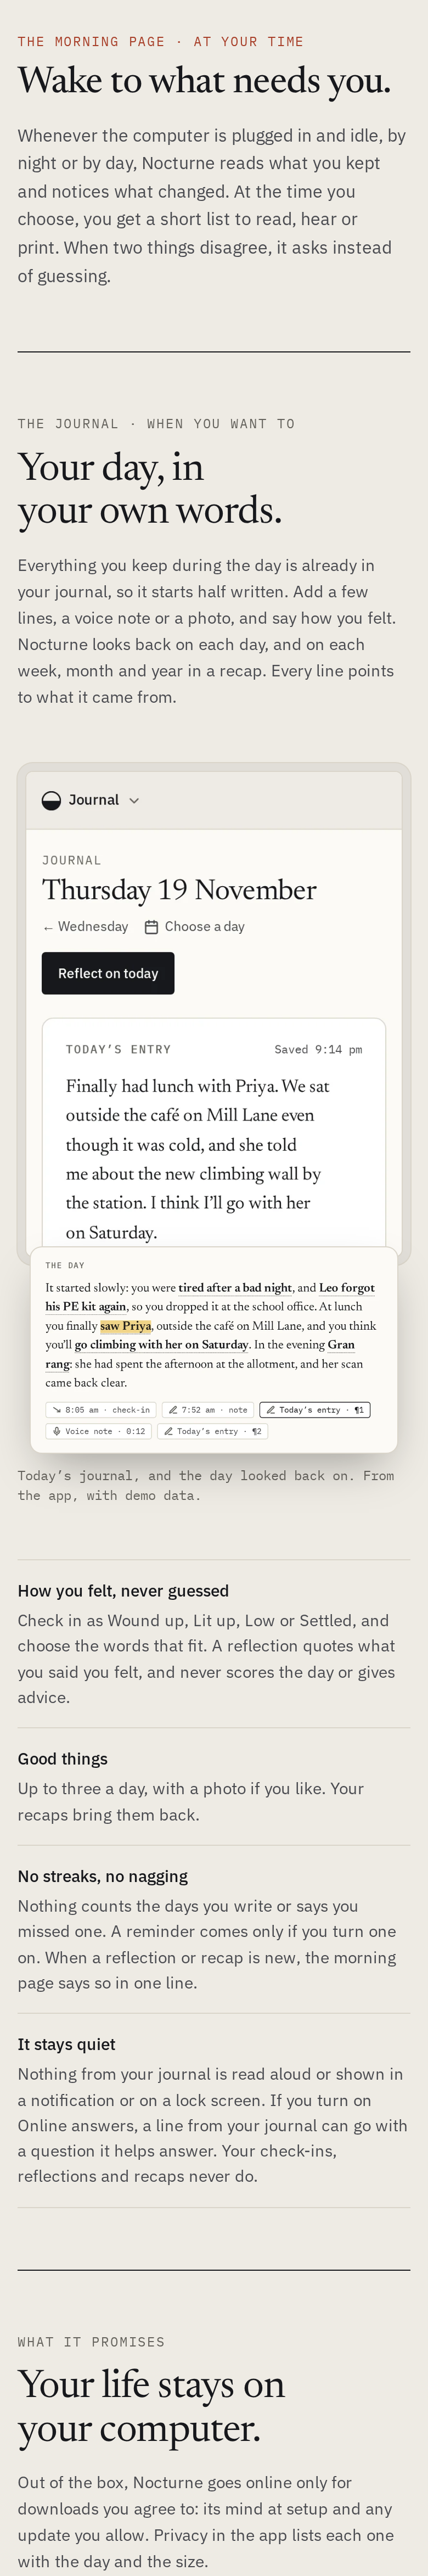 THE MORNING PAGE · AT YOUR TIME
Wake to what needs you.
Whenever the computer is plugged in and idle, by
night or by day, Nocturne reads what you kept
and notices what changed. At the time you
choose, you get a short list to read, hear or
print. When two things disagree, it asks instead
of guessing.
THE JOURNAL · WHEN YOU WANT TO
Your day, in
your own words.
Everything you keep during the day is already in
your journal, so it starts half written. Add a few
lines, a voice note or a photo, and say how you felt.
Nocturne looks back on each day, and on each
week, month and year in a recap. Every line points
to what it came from.
Journal
JOURNAL
Thursday 19 November
← Wednesday Choose a day
Reflect on today
TODAY’S ENTRY Saved 9:14 pm
Finally had lunch with Priya. We sat
outside the café on Mill Lane even
though it was cold, and she told
me about the new climbing wall by
the station. I think I’ll go with her
on Saturday.
THE DAY
It started slowly: you were tired after a bad night, and Leo forgot
his PE kit again, so you dropped it at the school office. At lunch
you finally saw Priya, outside the café on Mill Lane, and you think
you’ll go climbing with her on Saturday. In the evening Gran
rang: she had spent the afternoon at the allotment, and her scan
came back clear.
8:05 am · check-in 7:52 am · note Today’s entry · ¶1
Voice note · 0:12 Today’s entry · ¶2
Today’s journal, and the day looked back on. From
the app, with demo data.
How you felt, never guessed
Check in as Wound up, Lit up, Low or Settled, and
choose the words that fit. A reflection quotes what
you said you felt, and never scores the day or gives
advice.
Good things
Up to three a day, with a photo if you like. Your
recaps bring them back.
No streaks, no nagging
Nothing counts the days you write or says you
missed one. A reminder comes only if you turn one
on. When a reflection or recap is new, the morning
page says so in one line.
It stays quiet
Nothing from your journal is read aloud or shown in
a notification or on a lock screen. If you turn on
Online answers, a line from your journal can go with
a question it helps answer. Your check-ins,
reflections and recaps never do.
WHAT IT PROMISES
Your life stays on
your computer.
Out of the box, Nocturne goes online only for
downloads you agree to: its mind at setup and any
update you allow. Privacy in the app lists each one
with the day and the size.